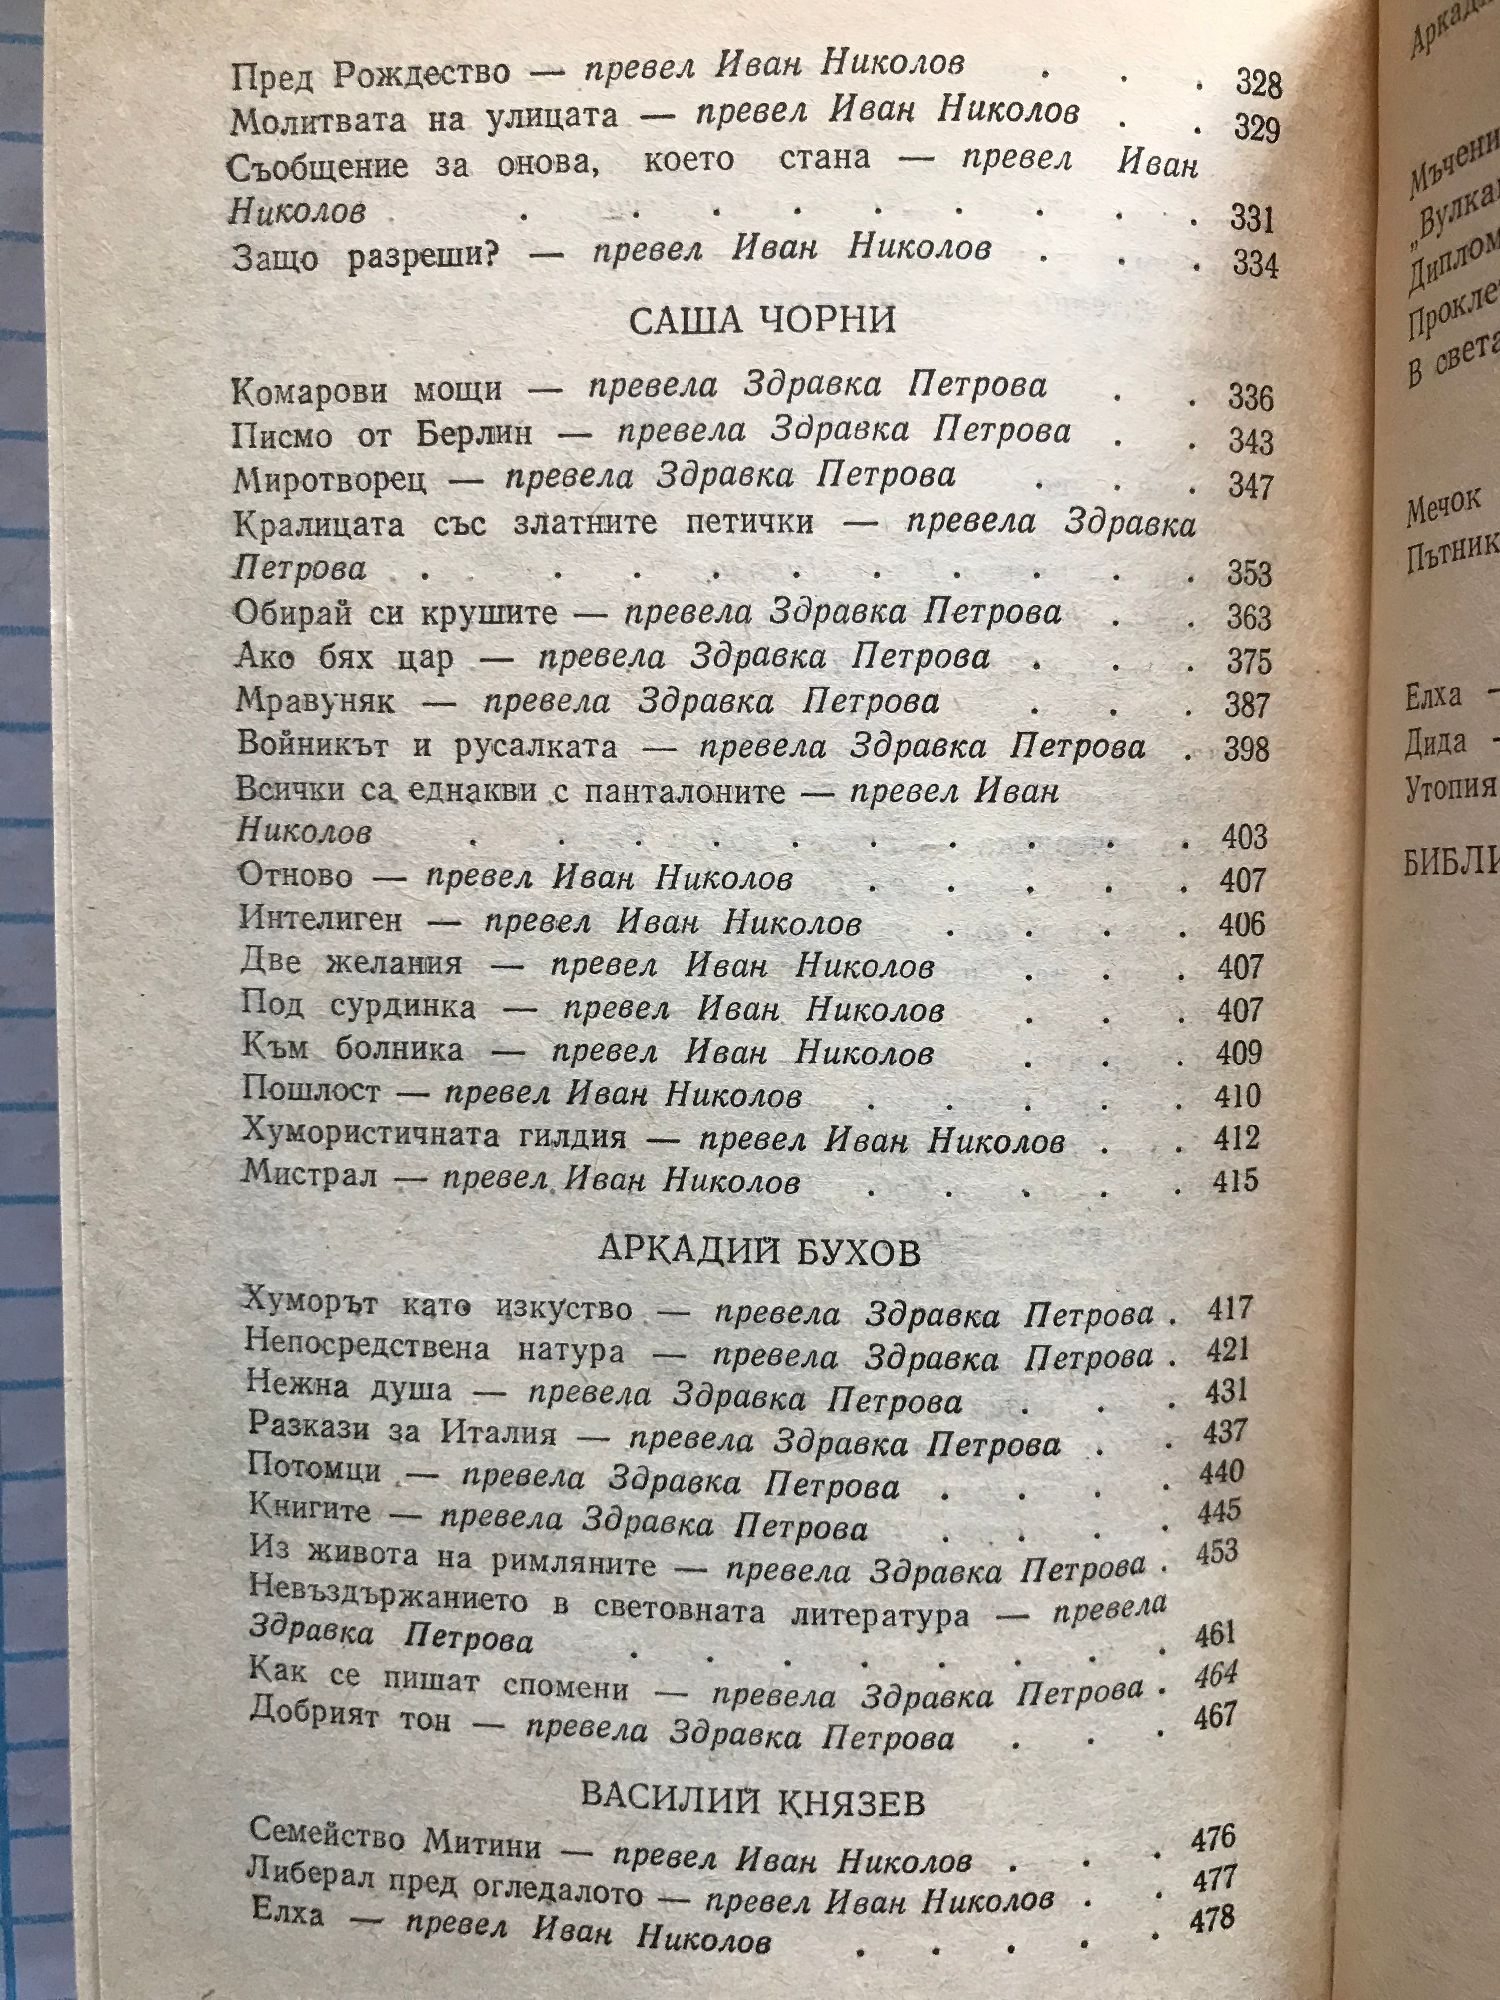 Пред Рождество — превел Иван Николов . . . 328
Молитвата на улицата — превел Иван Николов . . 329
Съобщение за онова, което стана — превел Иван
Николов . . . . . . . . . . 331
Защо разреши? — превел Иван Николов . . . 334
САША ЧОРНИ
Комарови мощи — превела Здравка Петрова . . 336
Писмо от Берлин — превела Здравка Петрова . . 343
Миротворец — превела Здравка Петрова . . . 347
Кралицата със златните петички — превела Здравка
Петрова . . . . . . . . . . 353
Обирай си крушите — превела Здравка Петрова . . 363
Ако бях цар — превела Здравка Петрова . . . 375
Мравуняк — превела Здравка Петрова . . . 387
Войникът и русалката — превела Здравка Петрова . 398
Всички са еднакви с панталоните — превел Иван
Николов . . . . . . . . . . 403
Отново — превел Иван Николов . . . . . 407
Интелиген — превел Иван Николов . . . . 406
Две желания — превел Иван Николов . . . 407
Под сурдинка — превел Иван Николов . . . 407
Към болника — превел Иван Николов . . . 409
Пошлост — превел Иван Николов . . . . . 410
Хумористичната гилдия — превел Иван Николов . . 412
Мистрал — превел Иван Николов . . . . . 415
АРКАДИЙ БУХОВ
Хуморът като изкуство — превела Здравка Петрова . 417
Непосредствена натура — превела Здравка Петрова . 421
Нежна душа — превела Здравка Петрова . . . 431
Разкази за Италия — превела Здравка Петрова . . 437
Потомци — превела Здравка Петрова . . . . 440
Книгите — превела Здравка Петрова . . . . 445
Из живота на римляните — превела Здравка Петрова . 453
Невъздържанието в световната литература — превела
Здравка Петрова . . . . . . . . 461
Как се пишат спомени — превела Здравка Петрова . 464
Добрият тон — превела Здравка Петрова . . . 467
ВАСИЛИЙ КНЯЗЕВ
Семейство Митини — превел Иван Николов . . . 476
Либерал пред огледалото — превел Иван Николов . . 477
Елха — превел Иван Николов . . . . . 478
Мечок
Елха —
Дида —
Утопия